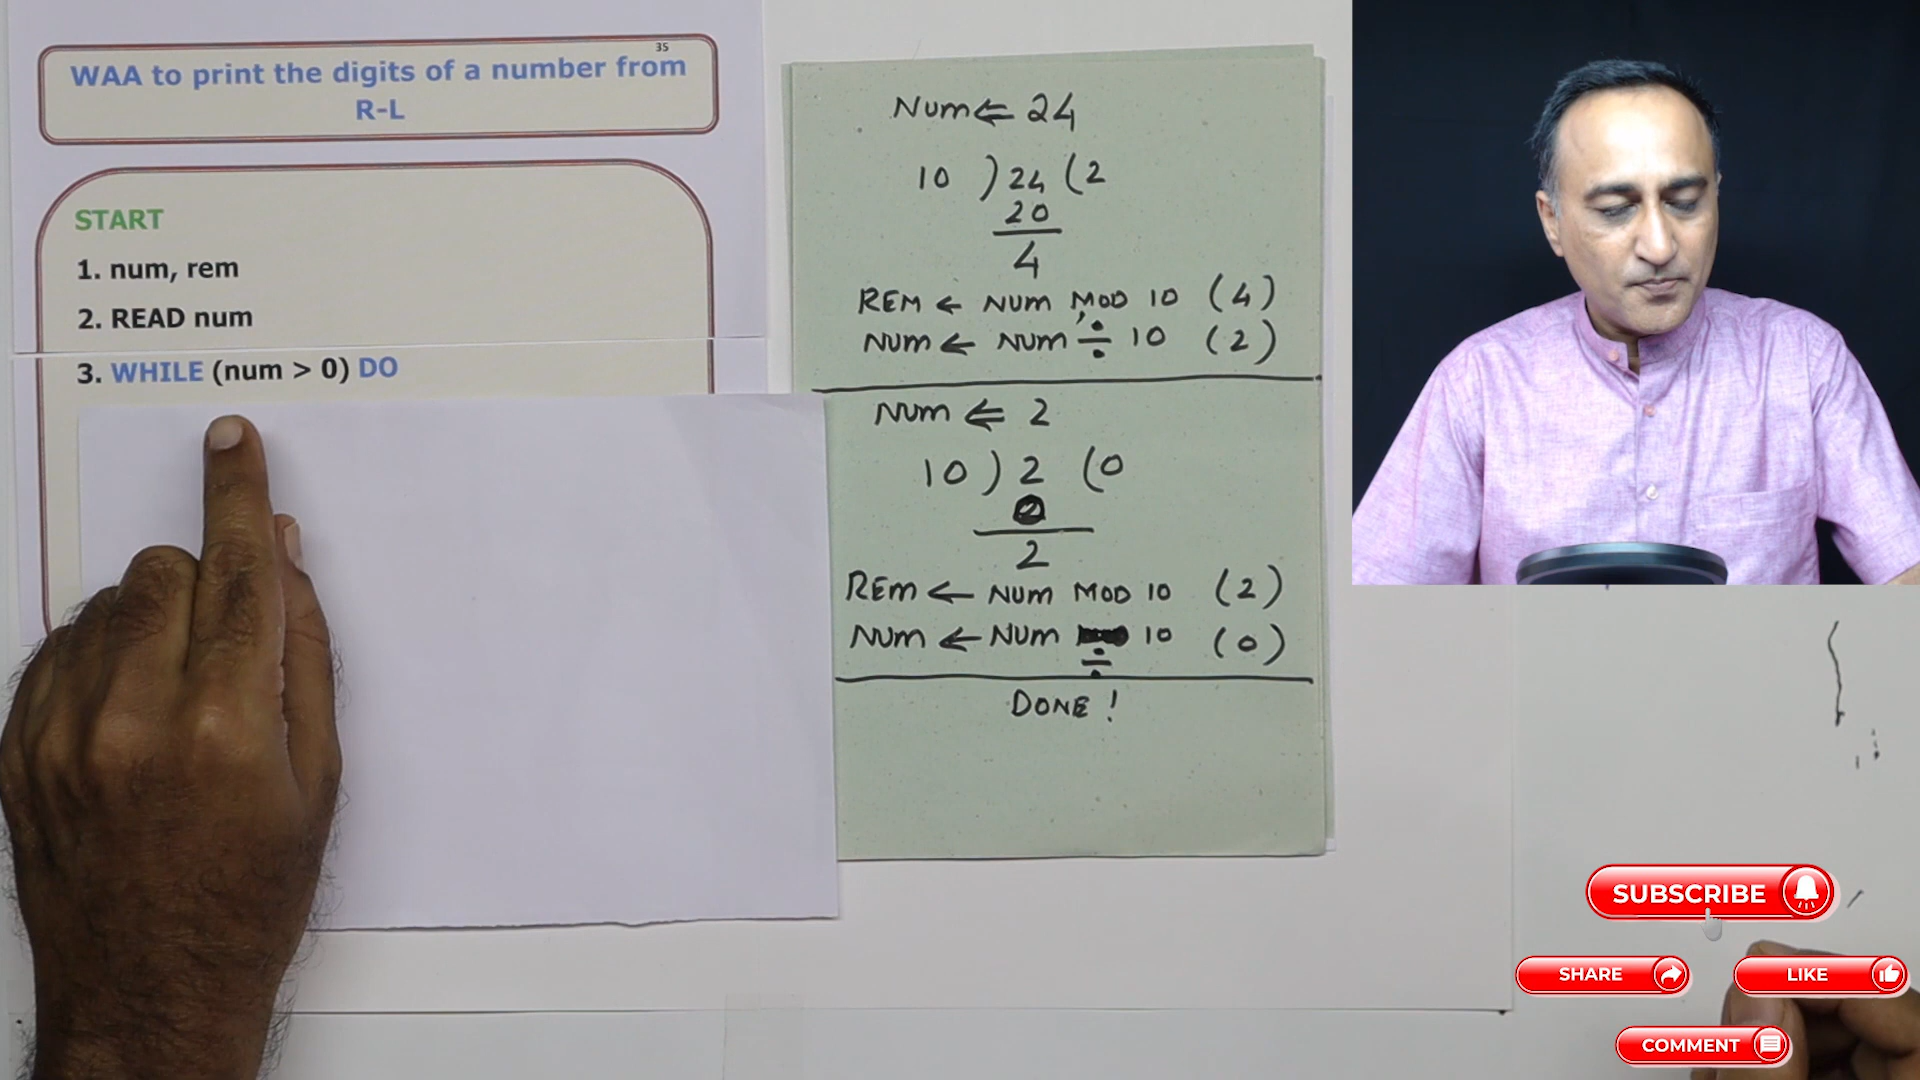 35
WAA to print the digits of a number from
R-L
START
1. num, rem
2. READ num
3. WHILE (num > 0) DO
NUM ⇐ 24
10 ) 24 ( 2
20
4
REM ← NUM MOD 10 ( 4 )
NUM ← NUM ÷ 10 ( 2 )
NUM ⇐ 2
10 ) 2 ( 0
0
2
REM ← NUM MOD 10 ( 2 )
NUM ← NUM ÷ 10 ( 0 )
DONE !
SUBSCRIBE
SHARE
LIKE
COMMENT